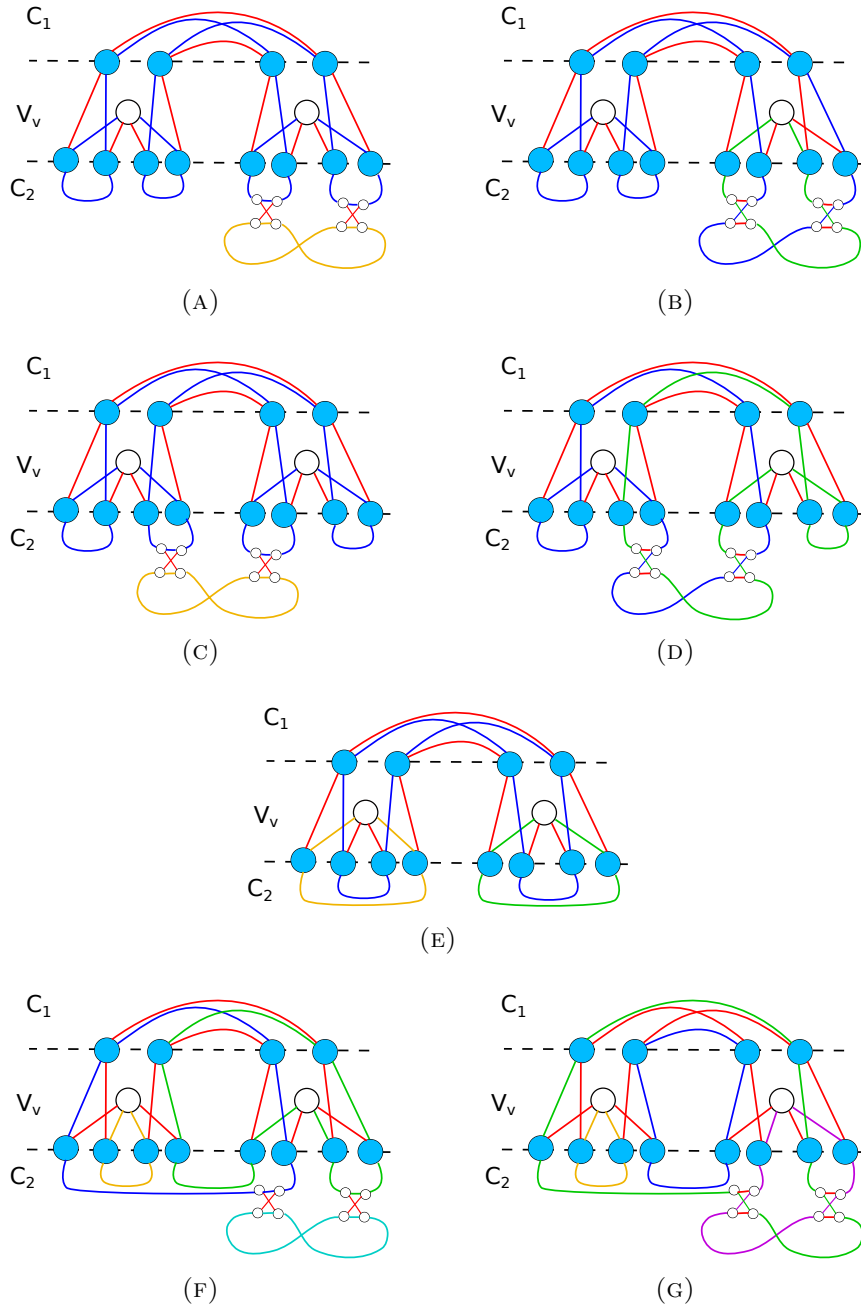 C₁ C₁
Vᵥ Vᵥ
C₂ C₂
(A) (B)
C₁ C₁
Vᵥ Vᵥ
C₂ C₂
(C) (D)
C₁
Vᵥ
C₂
(E)
C₁ C₁
Vᵥ Vᵥ
C₂ C₂
(F) (G)